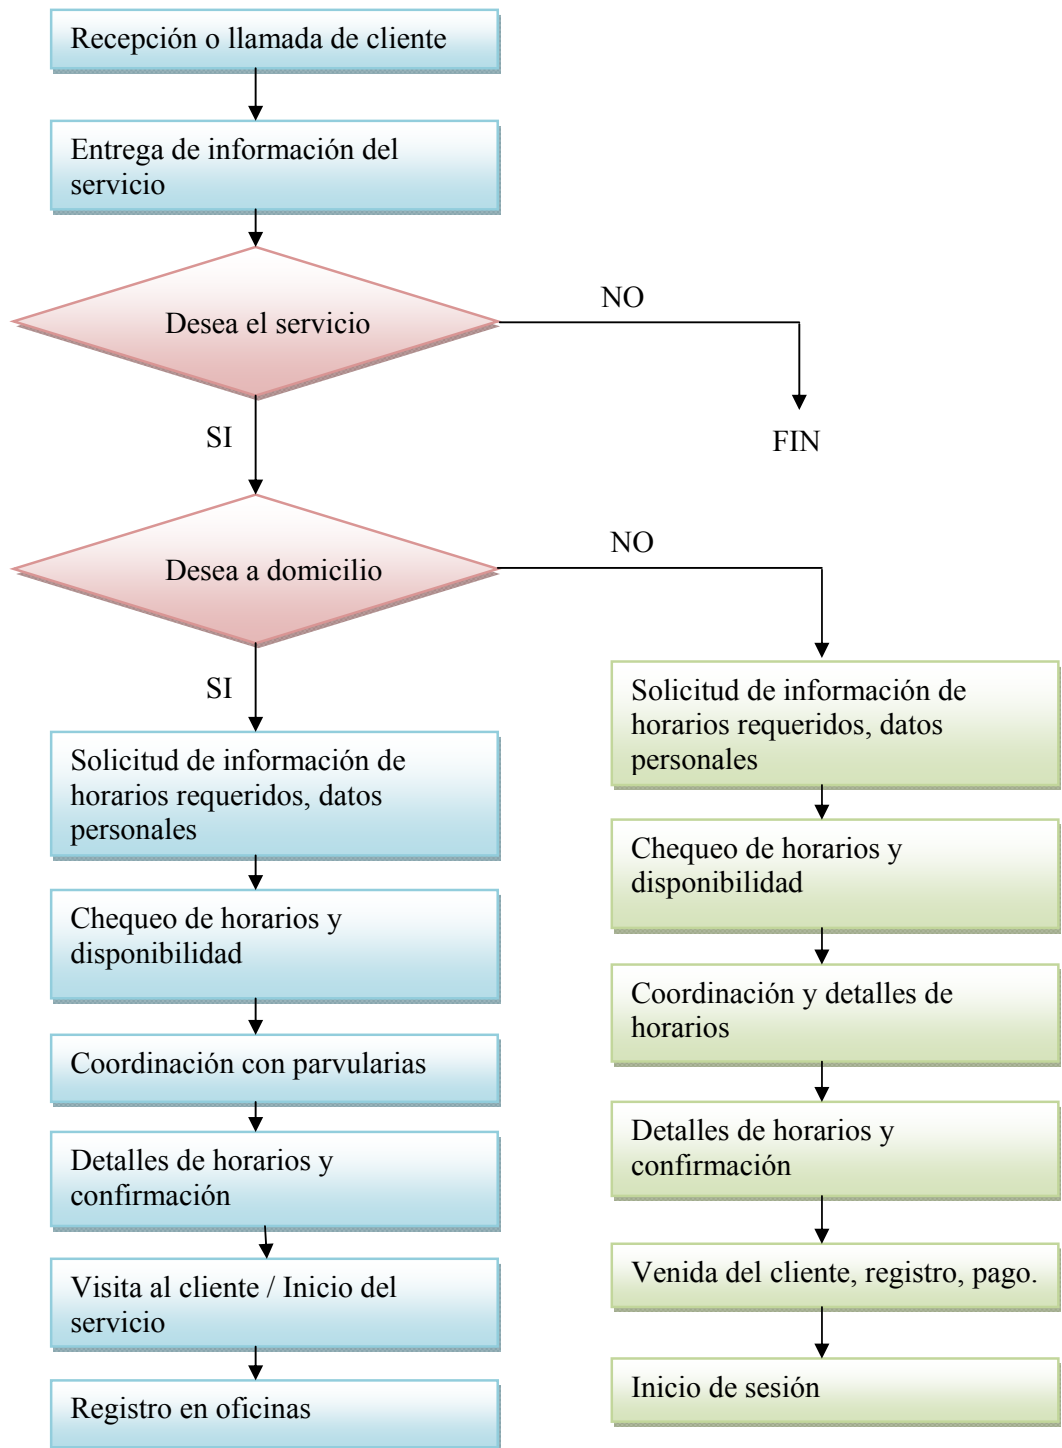 Recepción o llamada de cliente
Entrega de información del
servicio
Desea el servicio
NO
FIN
SI
Desea a domicilio
NO
SI
Solicitud de información de
horarios requeridos, datos
personales
Chequeo de horarios y
disponibilidad
Coordinación con parvularias
Detalles de horarios y
confirmación
Visita al cliente / Inicio del
servicio
Registro en oficinas
Solicitud de información de
horarios requeridos, datos
personales
Chequeo de horarios y
disponibilidad
Coordinación y detalles de
horarios
Detalles de horarios y
confirmación
Venida del cliente, registro, pago.
Inicio de sesión